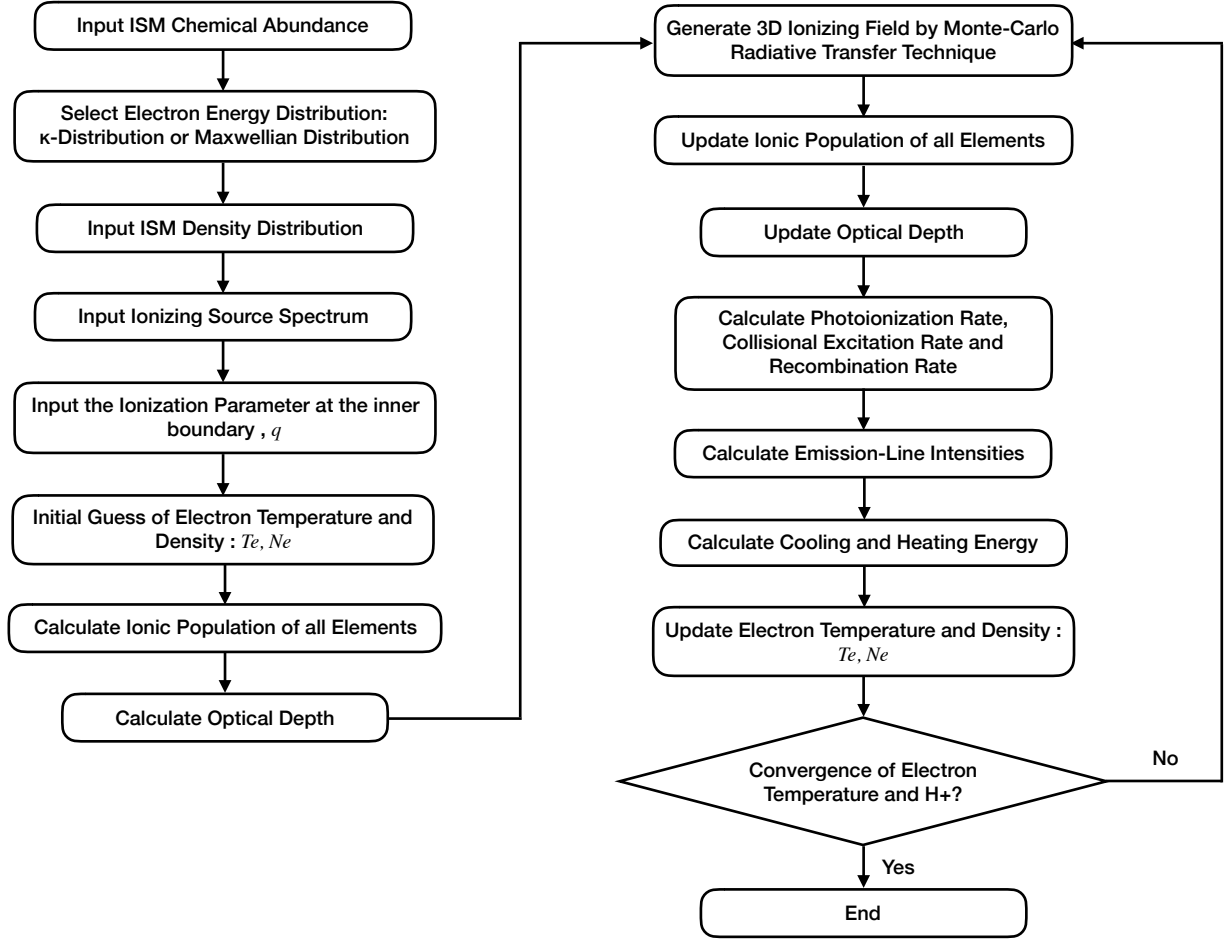 Input ISM Chemical Abundance
Select Electron Energy Distribution:
κ-Distribution or Maxwellian Distribution
Input ISM Density Distribution
Input Ionizing Source Spectrum
Input the Ionization Parameter at the inner
boundary , q
Initial Guess of Electron Temperature and
Density : Te, Ne
Calculate Ionic Population of all Elements
Calculate Optical Depth
Generate 3D Ionizing Field by Monte-Carlo
Radiative Transfer Technique
Update Ionic Population of all Elements
Update Optical Depth
Calculate Photoionization Rate,
Collisional Excitation Rate and
Recombination Rate
Calculate Emission-Line Intensities
Calculate Cooling and Heating Energy
Update Electron Temperature and Density :
Te, Ne
Convergence of Electron
Temperature and H+?
No
Yes
End